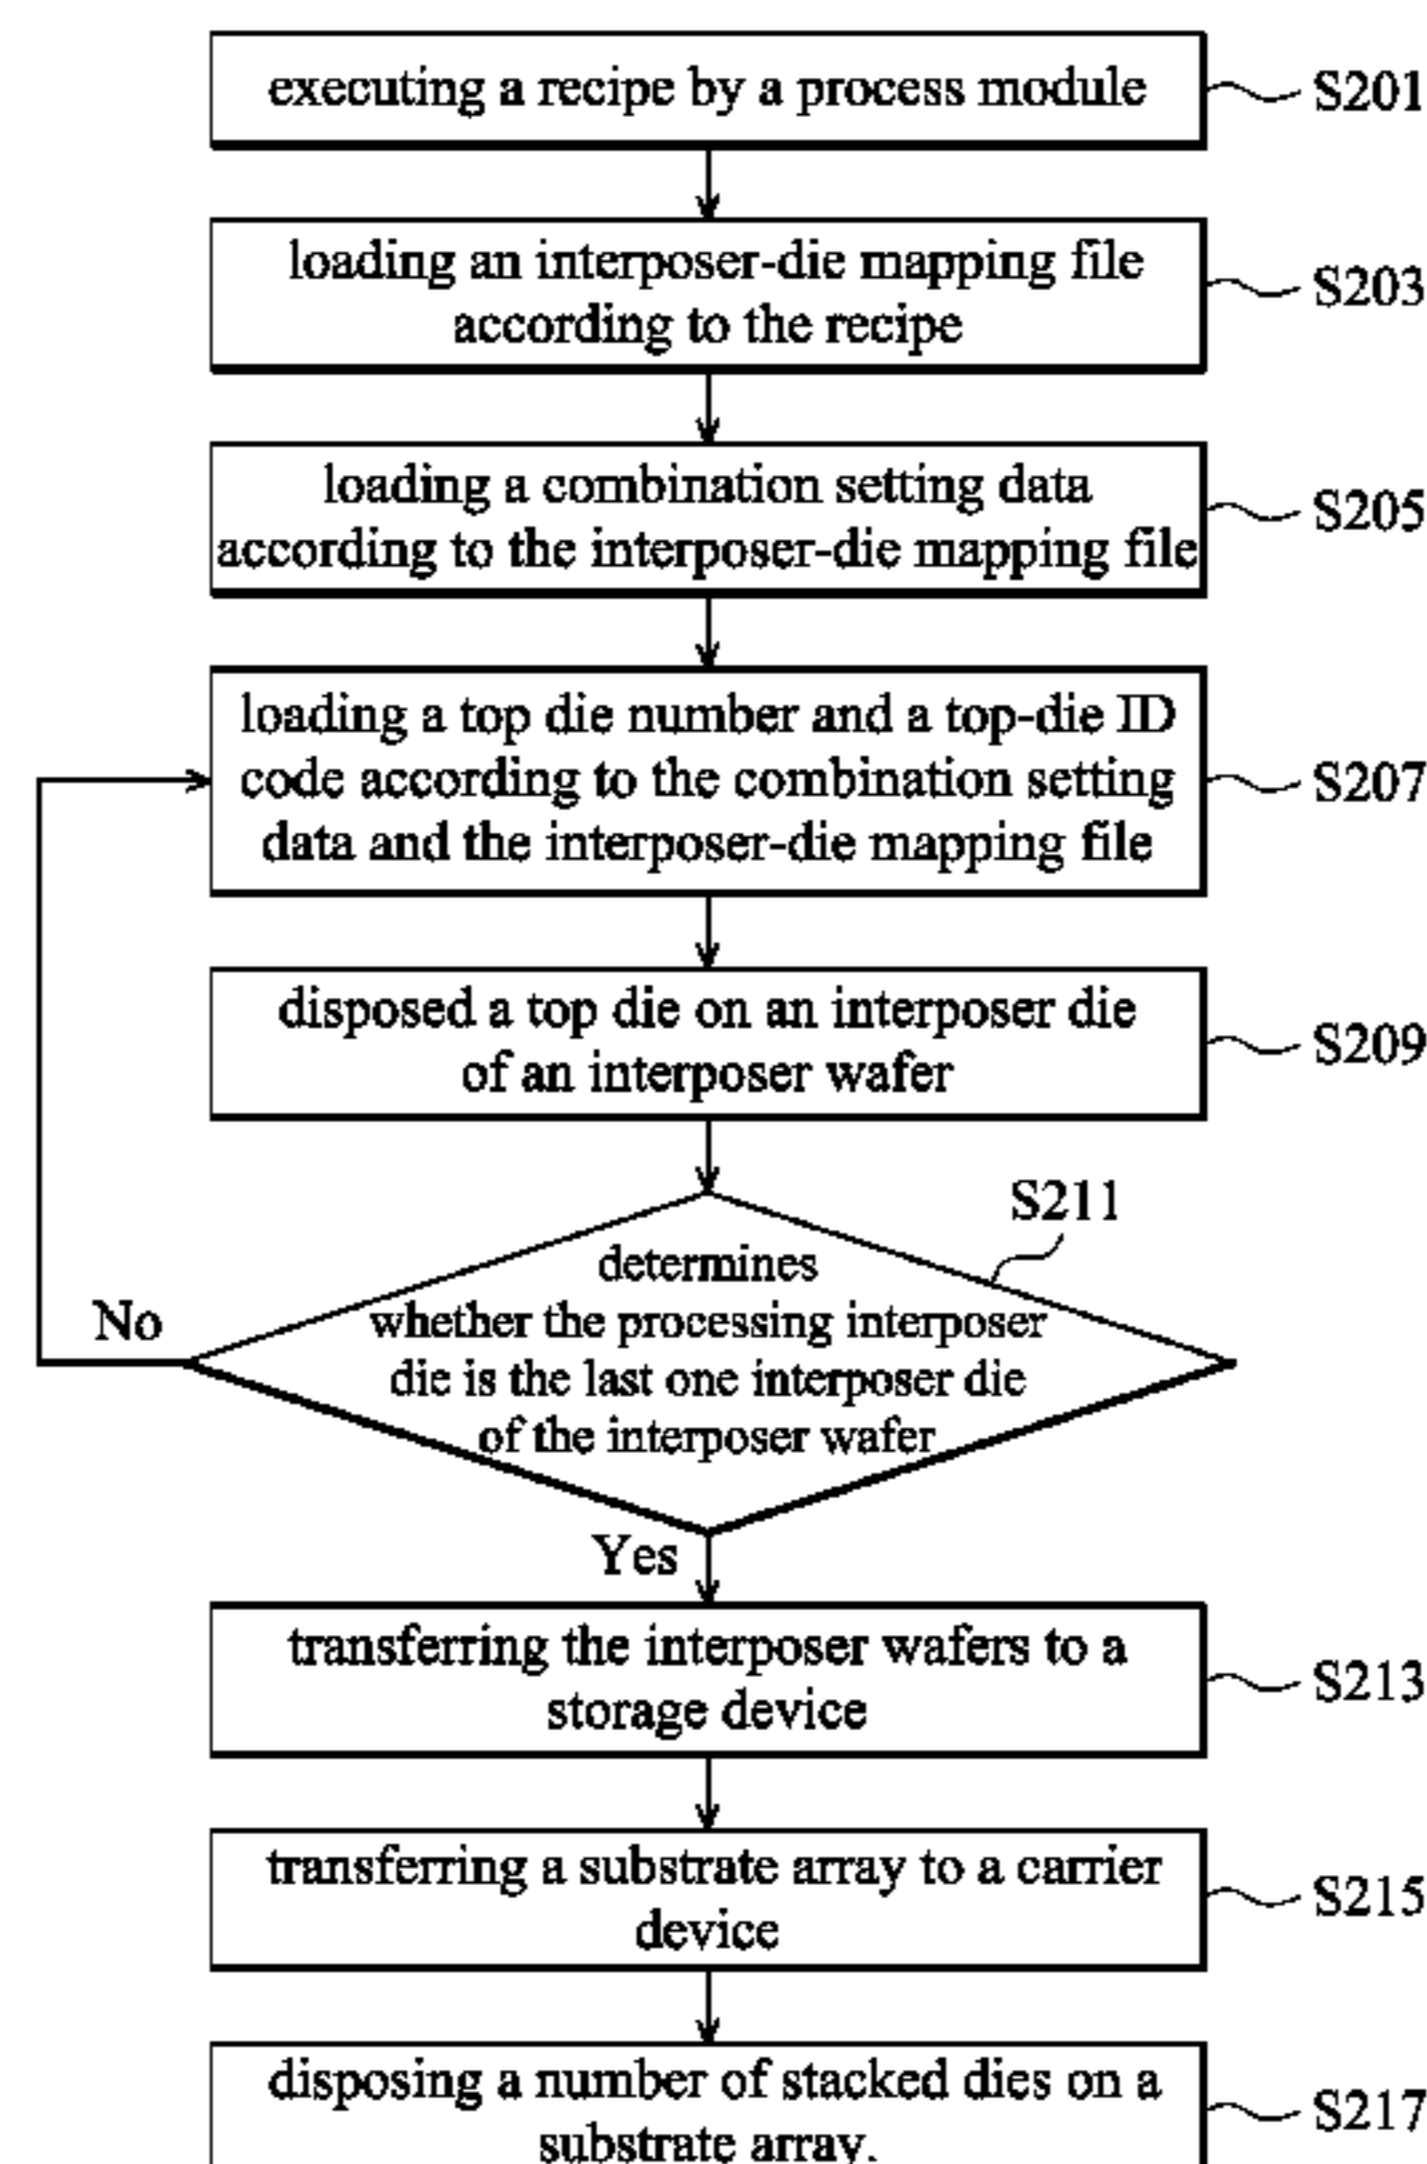 executing a recipe by a process module
S201
loading an interposer-die mapping file
according to the recipe
S203
loading a combination setting data
according to the interposer-die mapping file
S205
loading a top die number and a top-die ID
code according to the combination setting
data and the interposer-die mapping file
S207
disposed a top die on an interposer die
of an interposer wafer
S209
S211
determines
whether the processing interposer
die is the last one interposer die
of the interposer wafer
No
Yes
transferring the interposer wafers to a
storage device
S213
transferring a substrate array to a carrier
device
S215
disposing a number of stacked dies on a
substrate array.
S217